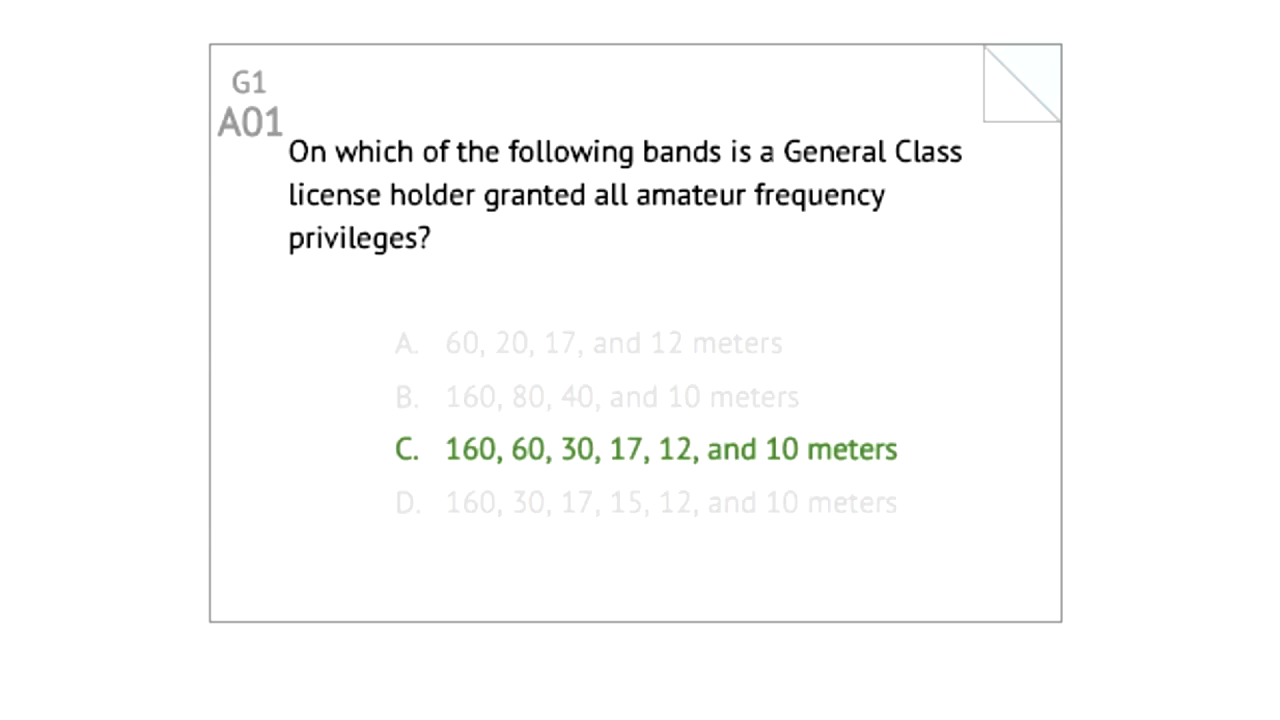 G1
A01
On which of the following bands is a General Class
license holder granted all amateur frequency
privileges?
A. 60, 20, 17, and 12 meters
B. 160, 80, 40, and 10 meters
C. 160, 60, 30, 17, 12, and 10 meters
D. 160, 30, 17, 15, 12, and 10 meters